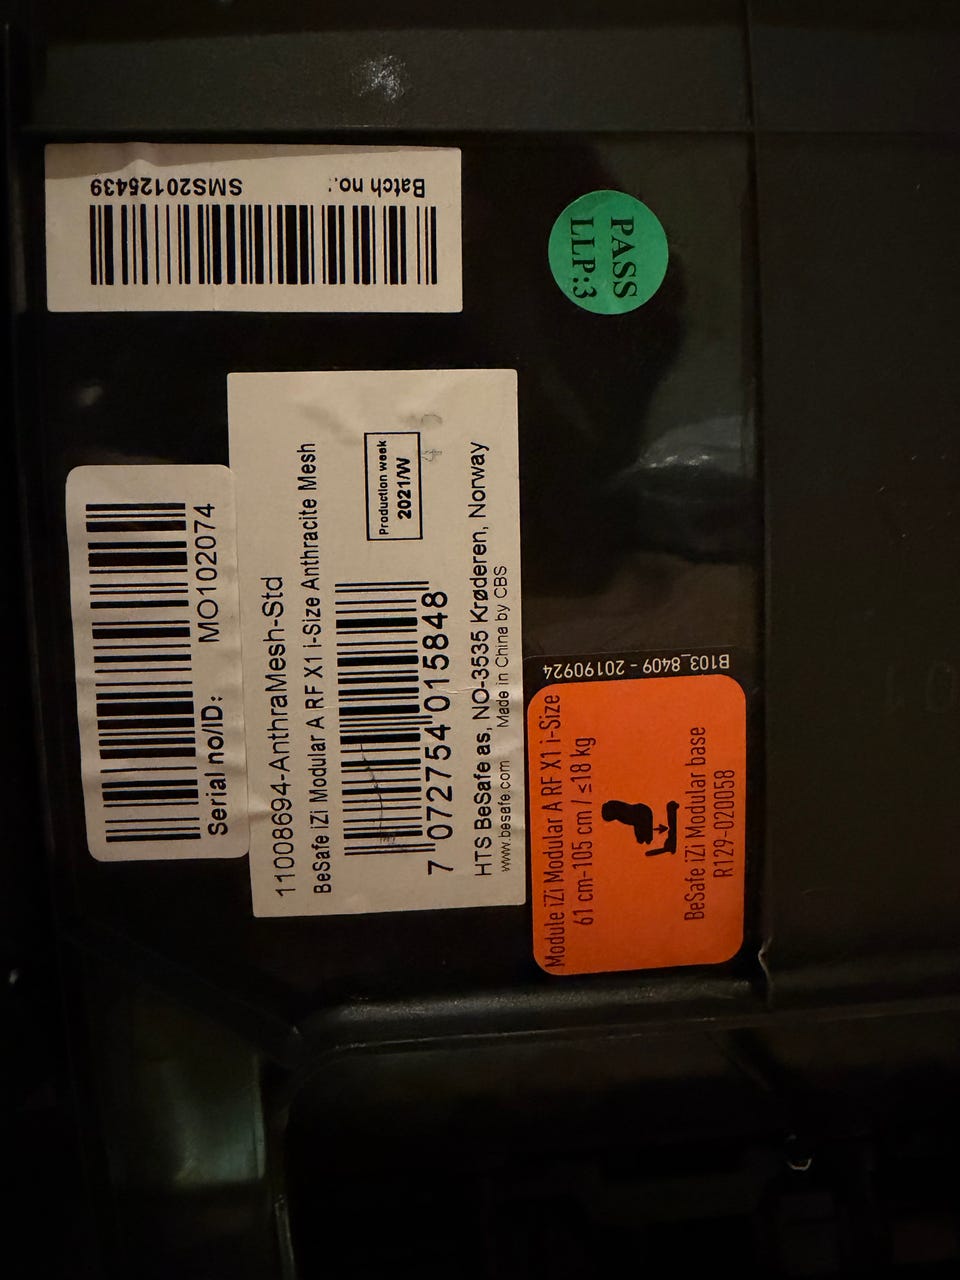 Batch no.:
SMS20125439
PASS
LLP:3
Serial no/ID:
MO102074
11008694-AnthraMesh-Std
BeSafe iZi Modular A RF X1 i-Size Anthracite Mesh
Production week
2021/W
7 072754 015848
HTS BeSafe as, NO-3535 Krøderen, Norway
www.besafe.com Made in China by CBS
B103_8409 - 20190924
Module iZi Modular A RF X1 i-Size
61 cm-105 cm / ≤18 kg
BeSafe iZi Modular base
R129-020058